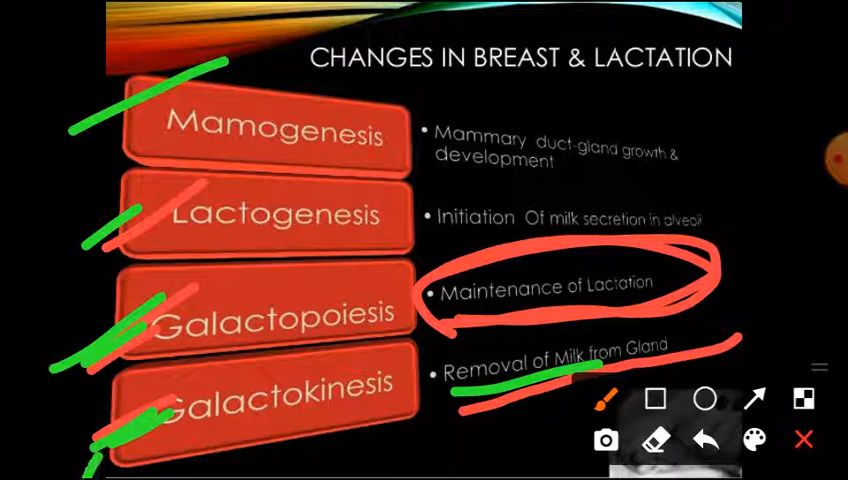 CHANGES IN BREAST & LACTATION
Mamogenesis
• Mammary duct-gland growth &
development
Lactogenesis
• Initiation Of milk secretion in alveoli
Galactopoiesis
• Maintenance of Lactation
Galactokinesis
• Removal of Milk from Gland